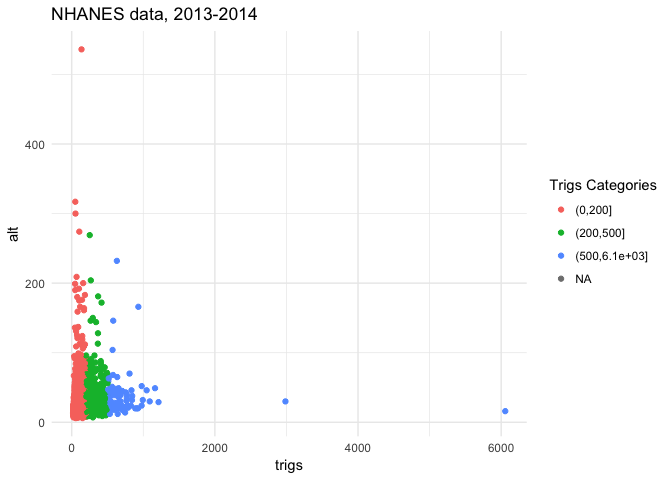 NHANES data, 2013-2014
alt
400
200
0
0
2000
4000
6000
trigs
Trigs Categories
(0,200]
(200,500]
(500,6.1e+03]
NA